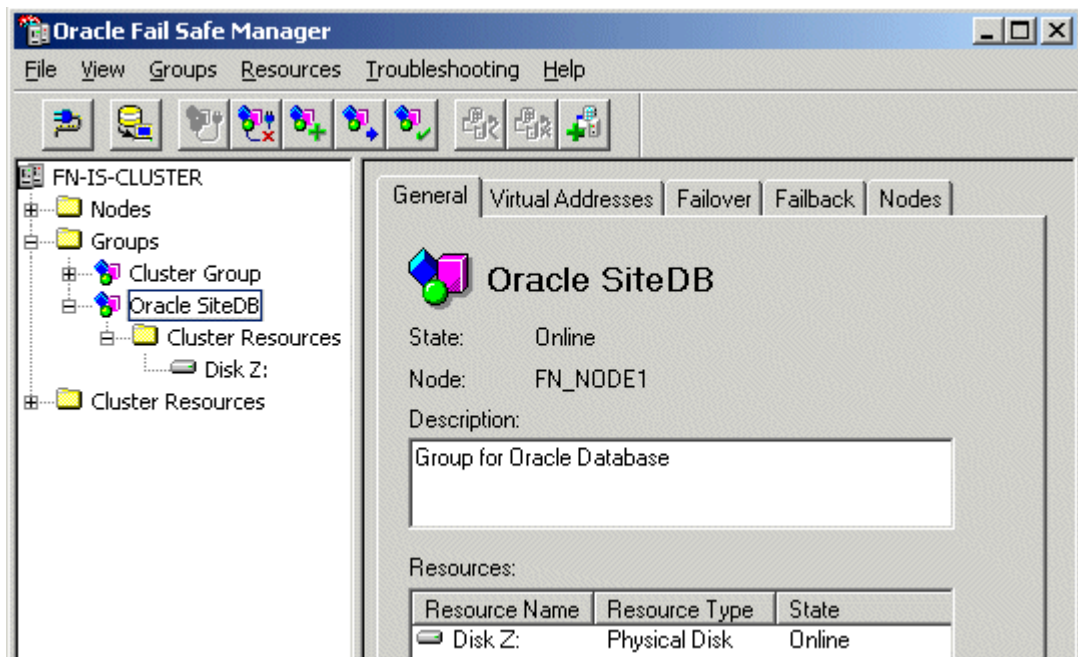 Oracle Fail Safe Manager
File View Groups Resources Troubleshooting Help
FN-IS-CLUSTER
Nodes
Groups
Cluster Group
Oracle SiteDB
Cluster Resources
Disk Z:
Cluster Resources
General Virtual Addresses Failover Failback Nodes
Oracle SiteDB
State: Online
Node: FN_NODE1
Description:
Group for Oracle Database
Resources:
Resource Name Resource Type State
Disk Z: Physical Disk Online